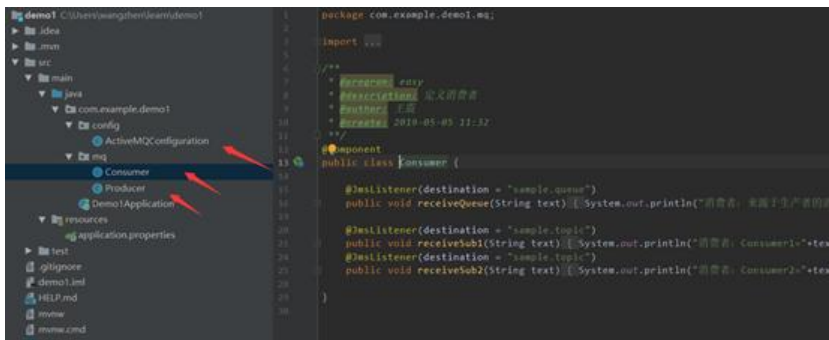 demo1 C:\Users\wangzhen\learn\demo1
.idea
.mvn
src
main
java
com.example.demo1
config
ActiveMQConfiguration
mq
Consumer
Producer
Demo1Application
resources
application.properties
test
.gitignore
demo1.iml
HELP.md
mvnw
mvnw.cmd
package com.example.demo1.mq;
import ...
/**
* @program: easy
* @description: 定义消费者
* @author: 王震
* @create: 2019-05-05 11:32
**/
@Component
13 public class Consumer {
@JmsListener(destination = "sample.queue")
public void receiveQueue(String text) { System.out.println("消费者: 来源于生产者的消
@JmsListener(destination = "sample.topic")
public void receiveSub1(String text) { System.out.println("消费者: Consumer1="+tex
@JmsListener(destination = "sample.topic")
public void receiveSub2(String text) { System.out.println("消费者: Consumer2="+tex
}